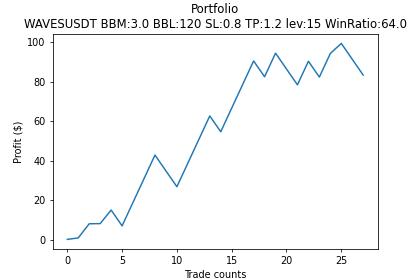 Portfolio
WAVESUSDT BBM:3.0 BBL:120 SL:0.8 TP:1.2 lev:15 WinRatio:64.0
100
80
60
40
20
0
Profit ($)
0 5 10 15 20 25
Trade counts